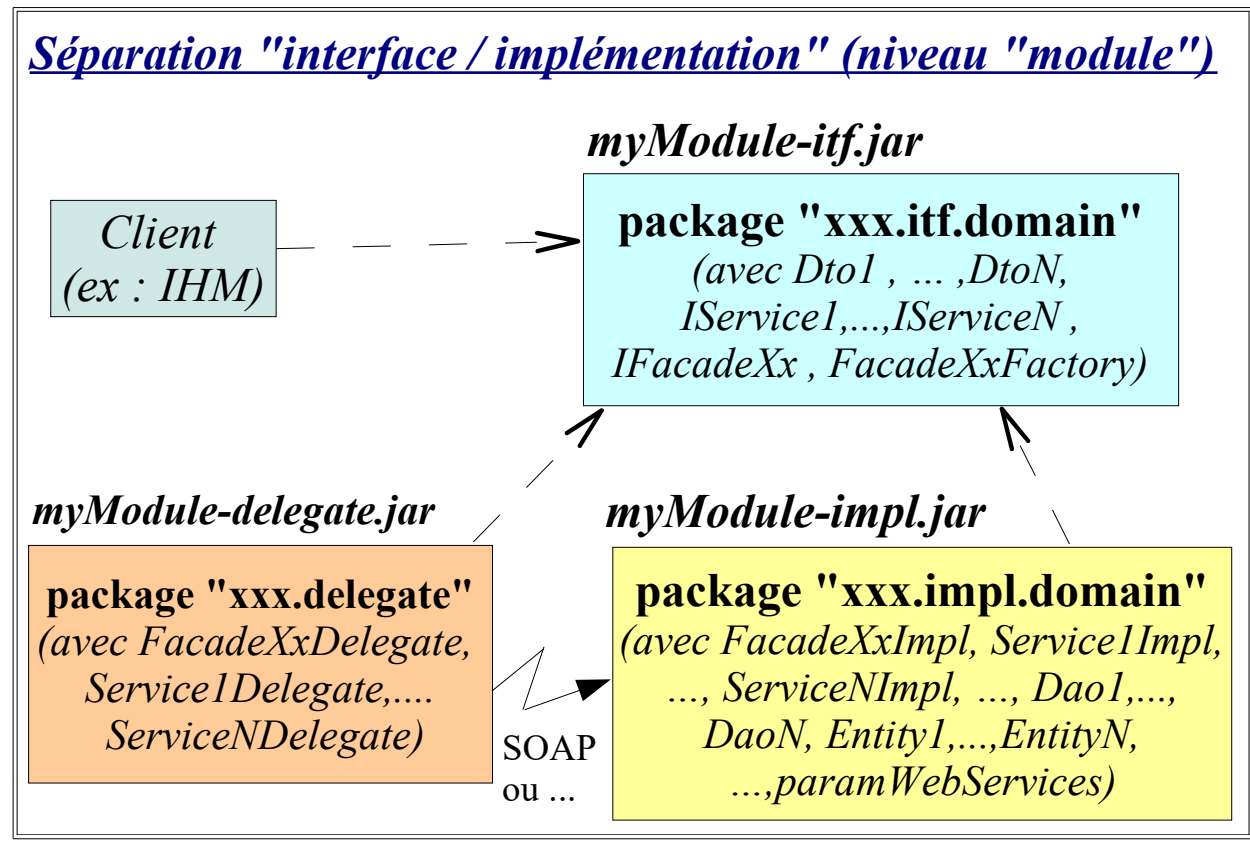 Séparation "interface / implémentation" (niveau "module")
myModule-itf.jar
Client
(ex : IHM)
package "xxx.itf.domain"
(avec Dto1 , ... ,DtoN,
IService1,...,IServiceN ,
IFacadeXx , FacadeXxFactory)
myModule-delegate.jar
package "xxx.delegate"
(avec FacadeXxDelegate,
Service1Delegate,....
ServiceNDelegate)
SOAP
ou ...
myModule-impl.jar
package "xxx.impl.domain"
(avec FacadeXxImpl, Service1Impl,
..., ServiceNImpl, ..., Dao1,...,
DaoN, Entity1,...,EntityN,
...,paramWebServices)